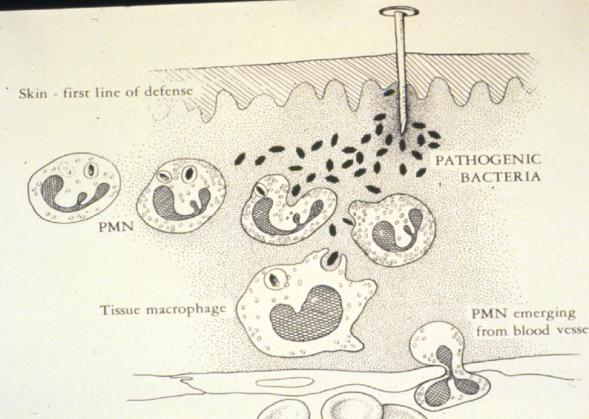 Skin - first line of defense
PATHOGENIC
BACTERIA
PMN
Tissue macrophage
PMN emerging
from blood vesse